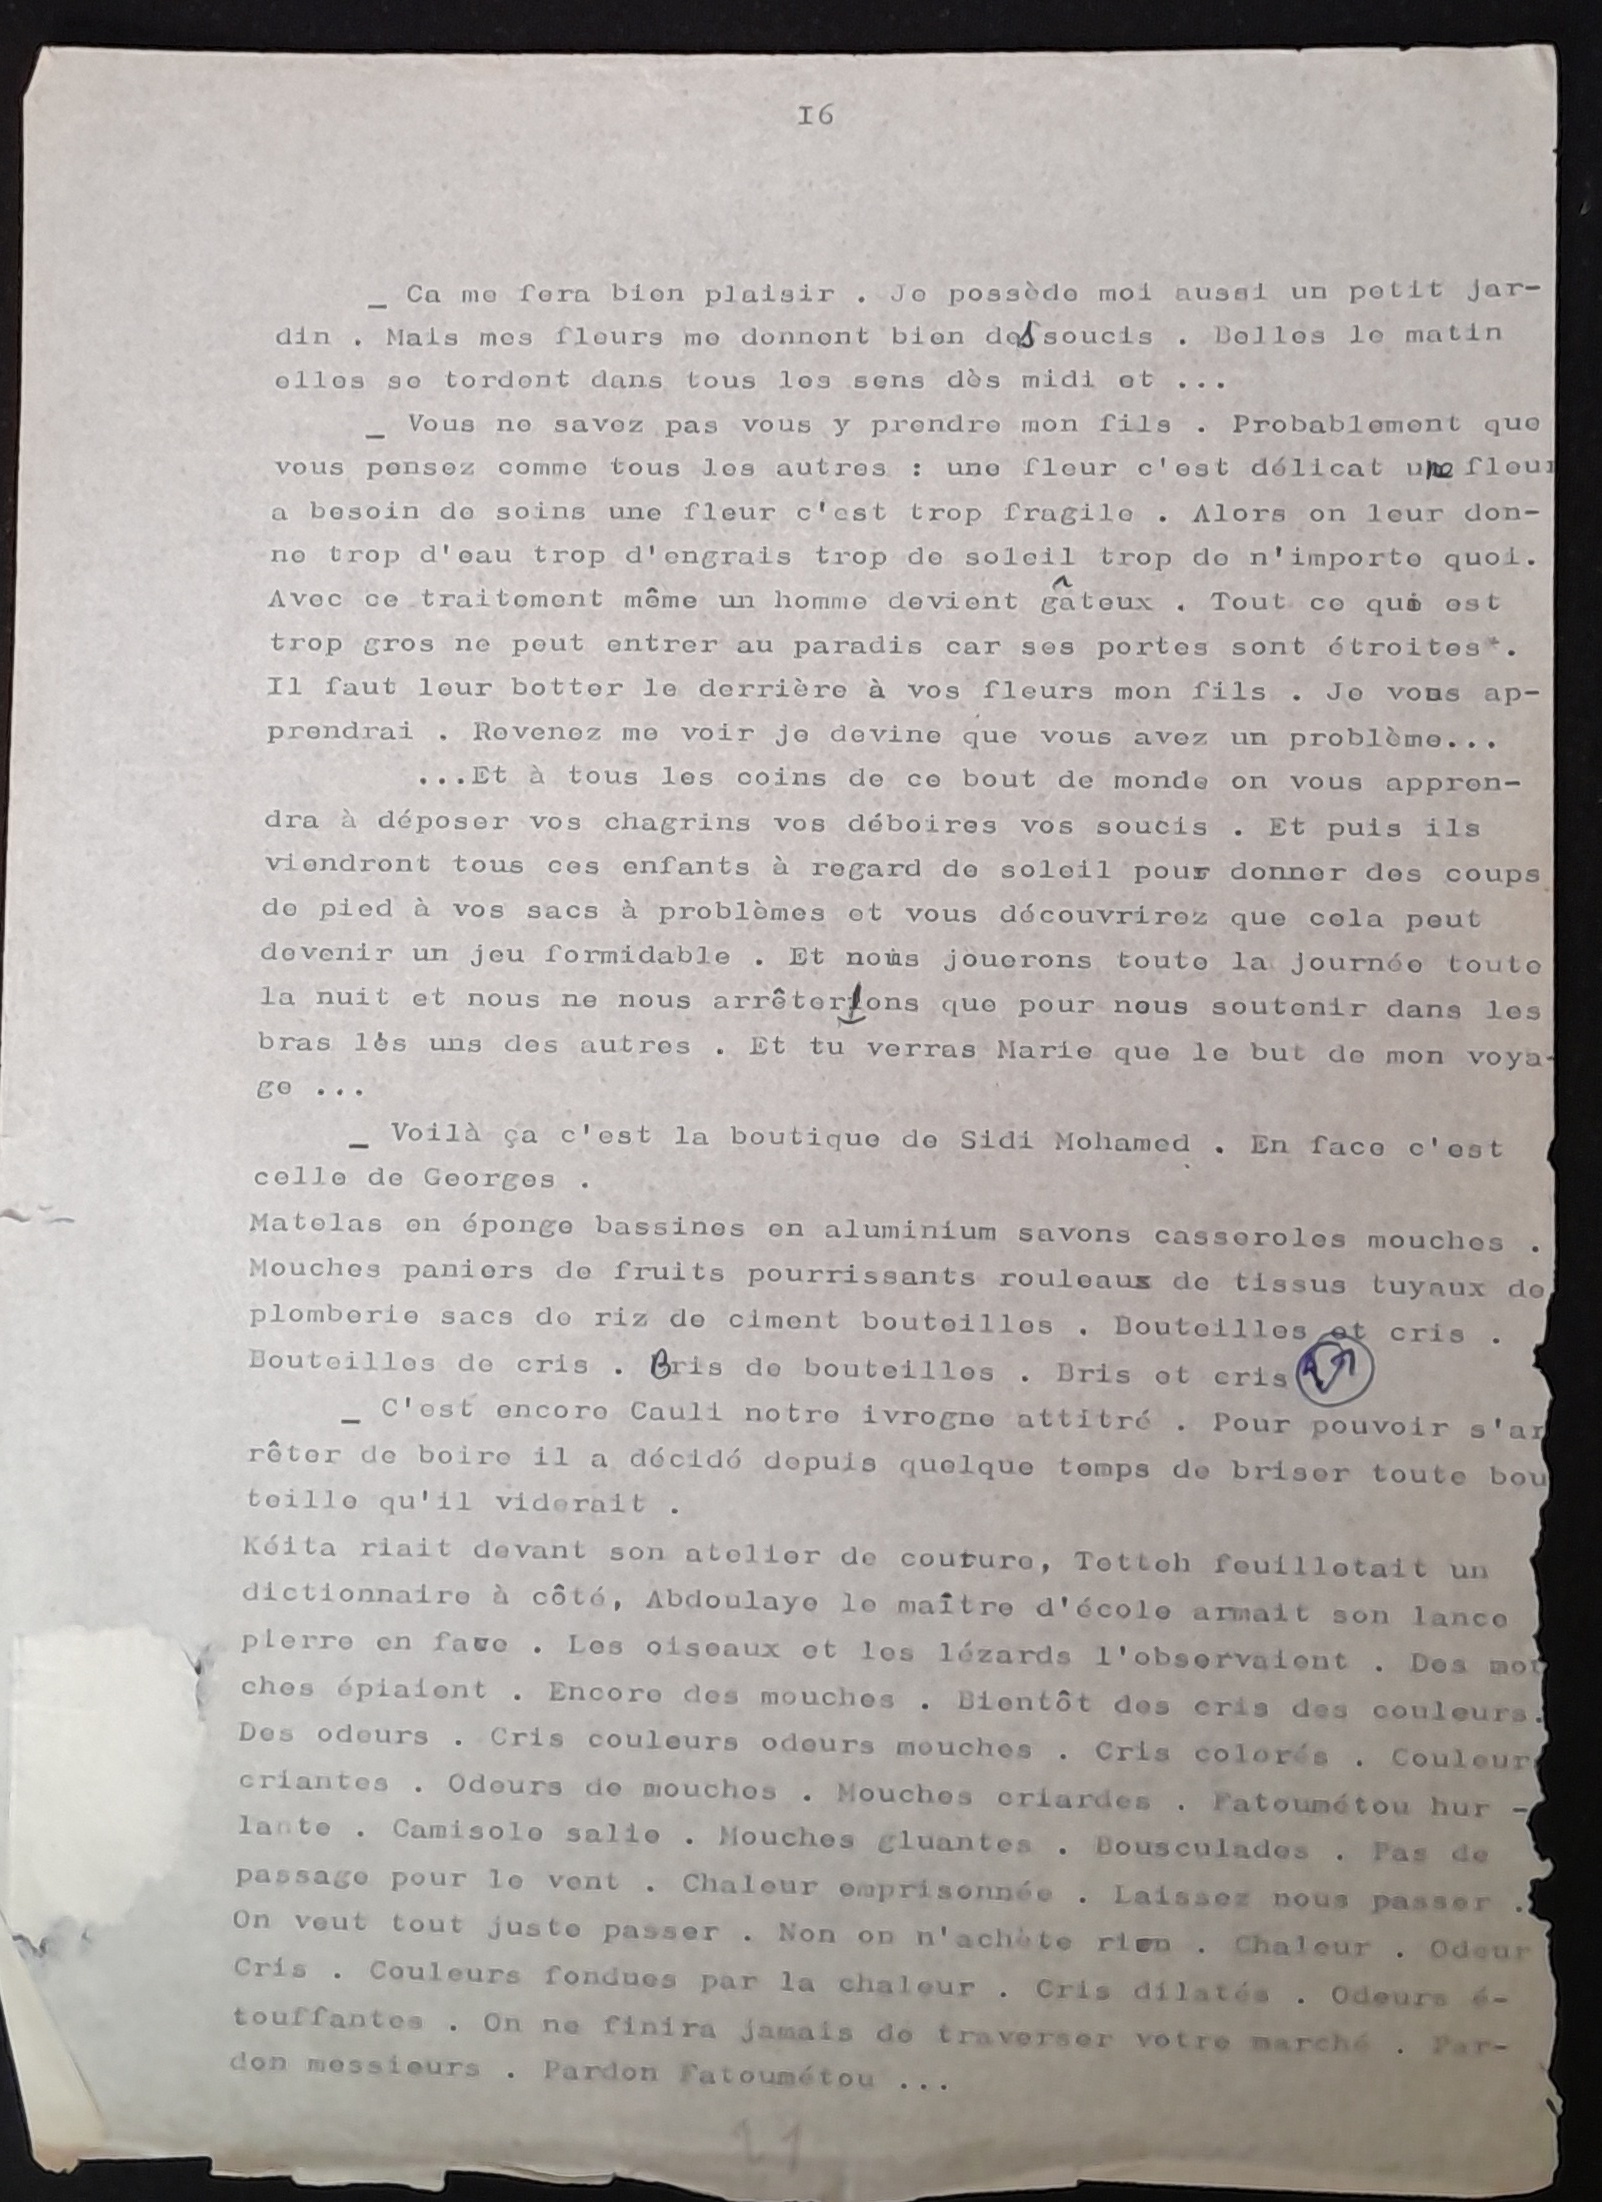 16
_ Ca me fera bien plaisir . Je possède moi aussi un petit jar-
din . Mais mes fleurs me donnent bien des soucis . Belles le matin
elles se tordent dans tous les sens dès midi et ...
_ Vous ne savez pas vous y prendre mon fils . Probablement que
vous pensez comme tous les autres : une fleur c'est délicat une fleur
a besoin de soins une fleur c'est trop fragile . Alors on leur don-
ne trop d'eau trop d'engrais trop de soleil trop de n'importe quoi.
Avec ce traitement même un homme devient gâteux . Tout ce qui est
trop gros ne peut entrer au paradis car ses portes sont étroites*.
Il faut leur botter le derrière à vos fleurs mon fils . Je vous ap-
prendrai . Revenez me voir je devine que vous avez un problème...
...Et à tous les coins de ce bout de monde on vous appren-
dra à déposer vos chagrins vos déboires vos soucis . Et puis ils
viendront tous ces enfants à regard de soleil pour donner des coups
de pied à vos sacs à problèmes et vous découvrirez que cela peut
devenir un jeu formidable . Et nous jouerons toute la journée toute
la nuit et nous ne nous arrêterons que pour nous soutenir dans les
bras les uns des autres . Et tu verras Marie que le but de mon voya-
ge ...
_ Voilà ça c'est la boutique de Sidi Mohamed . En face c'est
celle de Georges .
Matelas en éponge bassines en aluminium savons casseroles mouches .
Mouches paniers de fruits pourrissants rouleaux de tissus tuyaux de
plomberie sacs de riz de ciment bouteilles . Bouteilles et cris .
Bouteilles de cris . Bris de bouteilles . Bris et cris
_ C'est encore Cauli notre ivrogne attitré . Pour pouvoir s'ar
rêter de boire il a décidé depuis quelque temps de briser toute bou
teille qu'il viderait .
Kéita riait devant son atelier de couture, Tetteh feuilletait un
dictionnaire à côté, Abdoulaye le maître d'école armait son lance
pierre en face . Les oiseaux et les lézards l'observaient . Des mou
ches épiaient . Encore des mouches . Bientôt des cris des couleurs.
Des odeurs . Cris couleurs odeurs mouches . Cris colorés . Couleurs
criantes . Odeurs de mouches . Mouches criardes . Fatoumétou hur -
lante . Camisole salie . Mouches gluantes . Bousculades . Pas de
passage pour le vent . Chaleur emprisonnée . Laissez nous passer .
On veut tout juste passer . Non on n'achète rien . Chaleur . Odeur
Cris . Couleurs fondues par la chaleur . Cris dilatés . Odeurs é-
touffantes . On ne finira jamais de traverser votre marché . Par-
don messieurs . Pardon Fatoumétou ...
21